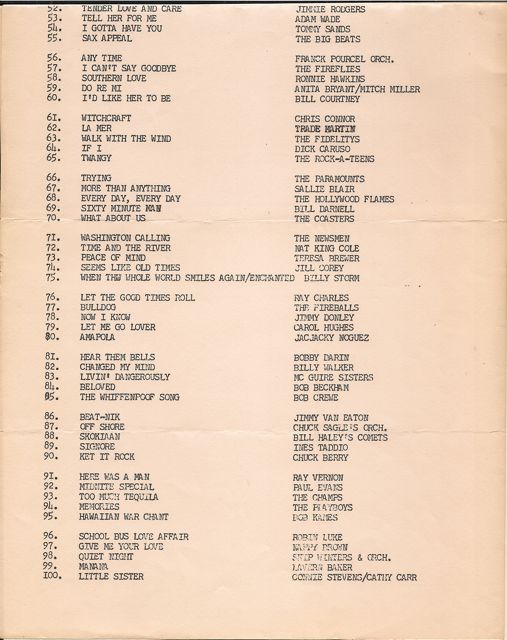 52. TENDER LOVE AND CARE JIMMIE RODGERS
53. TELL HER FOR ME ADAM WADE
54. I GOTTA HAVE YOU TOMMY SANDS
55. SAX APPEAL THE BIG BEATS
56. ANY TIME FRANCK POURCEL ORCH.
57. I CAN'T SAY GOODBYE THE FIREFLIES
58. SOUTHERN LOVE RONNIE HAWKINS
59. DO RE MI ANITA BRYANT/MITCH MILLER
60. I'D LIKE HER TO BE BILL COURTNEY
61. WITCHCRAFT CHRIS CONNOR
62. LA MER TRADE MARTIN
63. WALK WITH THE WIND THE FIDELITYS
64. IF I DICK CARUSO
65. TWANGY THE ROCK-A-TEENS
66. TRYING THE PARAMOUNTS
67. MORE THAN ANYTHING SALLIE BLAIR
68. EVERY DAY, EVERY DAY THE HOLLYWOOD FLAMES
69. SIXTY MINUTE MAN BILL DARNELL
70. WHAT ABOUT US THE COASTERS
71. WASHINGTON CALLING THE NEWSMEN
72. TIME AND THE RIVER NAT KING COLE
73. PEACE OF MIND TERESA BREWER
74. SEEMS LIKE OLD TIMES JILL COREY
75. WHEN THW WHOLE WORLD SMILES AGAIN/ENCHANTED BILLY STORM
76. LET THE GOOD TIMES ROLL RAY CHARLES
77. BULLDOG THE FIREBALLS
78. NOW I KNOW JIMMY DONLEY
79. LET ME GO LOVER CAROL HUGHES
80. AMAPOLA JACJACKY NOGUEZ
81. HEAR THEM BELLS BOBBY DARIN
82. CHANGED MY MIND BILLY WALKER
83. LIVIN' DANGEROUSLY MC GUIRE SISTERS
84. BELOVED BOB BECKHAM
85. THE WHIFFENPOOF SONG BOB CREWE
86. BEAT-NIK JIMMY VAN EATON
87. OFF SHORE CHUCK SAGLE'S ORCH.
88. SKOKIAAN BILL HALEY'S COMETS
89. SIGNORE INES TADDIO
90. KET IT ROCK CHUCK BERRY
91. HERE WAS A MAN RAY VERNON
92. MIDNITE SPECIAL PAUL EVANS
93. TOO MUCH TEQUILA THE CHAMPS
94. MEMORIES THE PLAYBOYS
95. HAWAIIAN WAR CHANT BOB KAMES
96. SCHOOL BUS LOVE AFFAIR ROBIN LUKE
97. GIVE ME YOUR LOVE NAPPY BROWN
98. QUIET NIGHT SKIP WINTERS & ORCH.
99. MANANA LAVERN BAKER
100. LITTLE SISTER CONNIE STEVENS/CATHY CARR